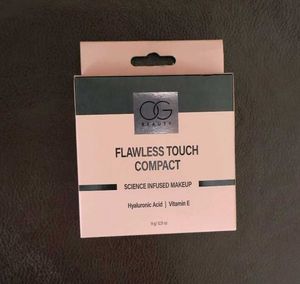 OG
BEAUTY
FLAWLESS TOUCH
COMPACT
SCIENCE INFUSED MAKEUP
Hyaluronic Acid | Vitamin E